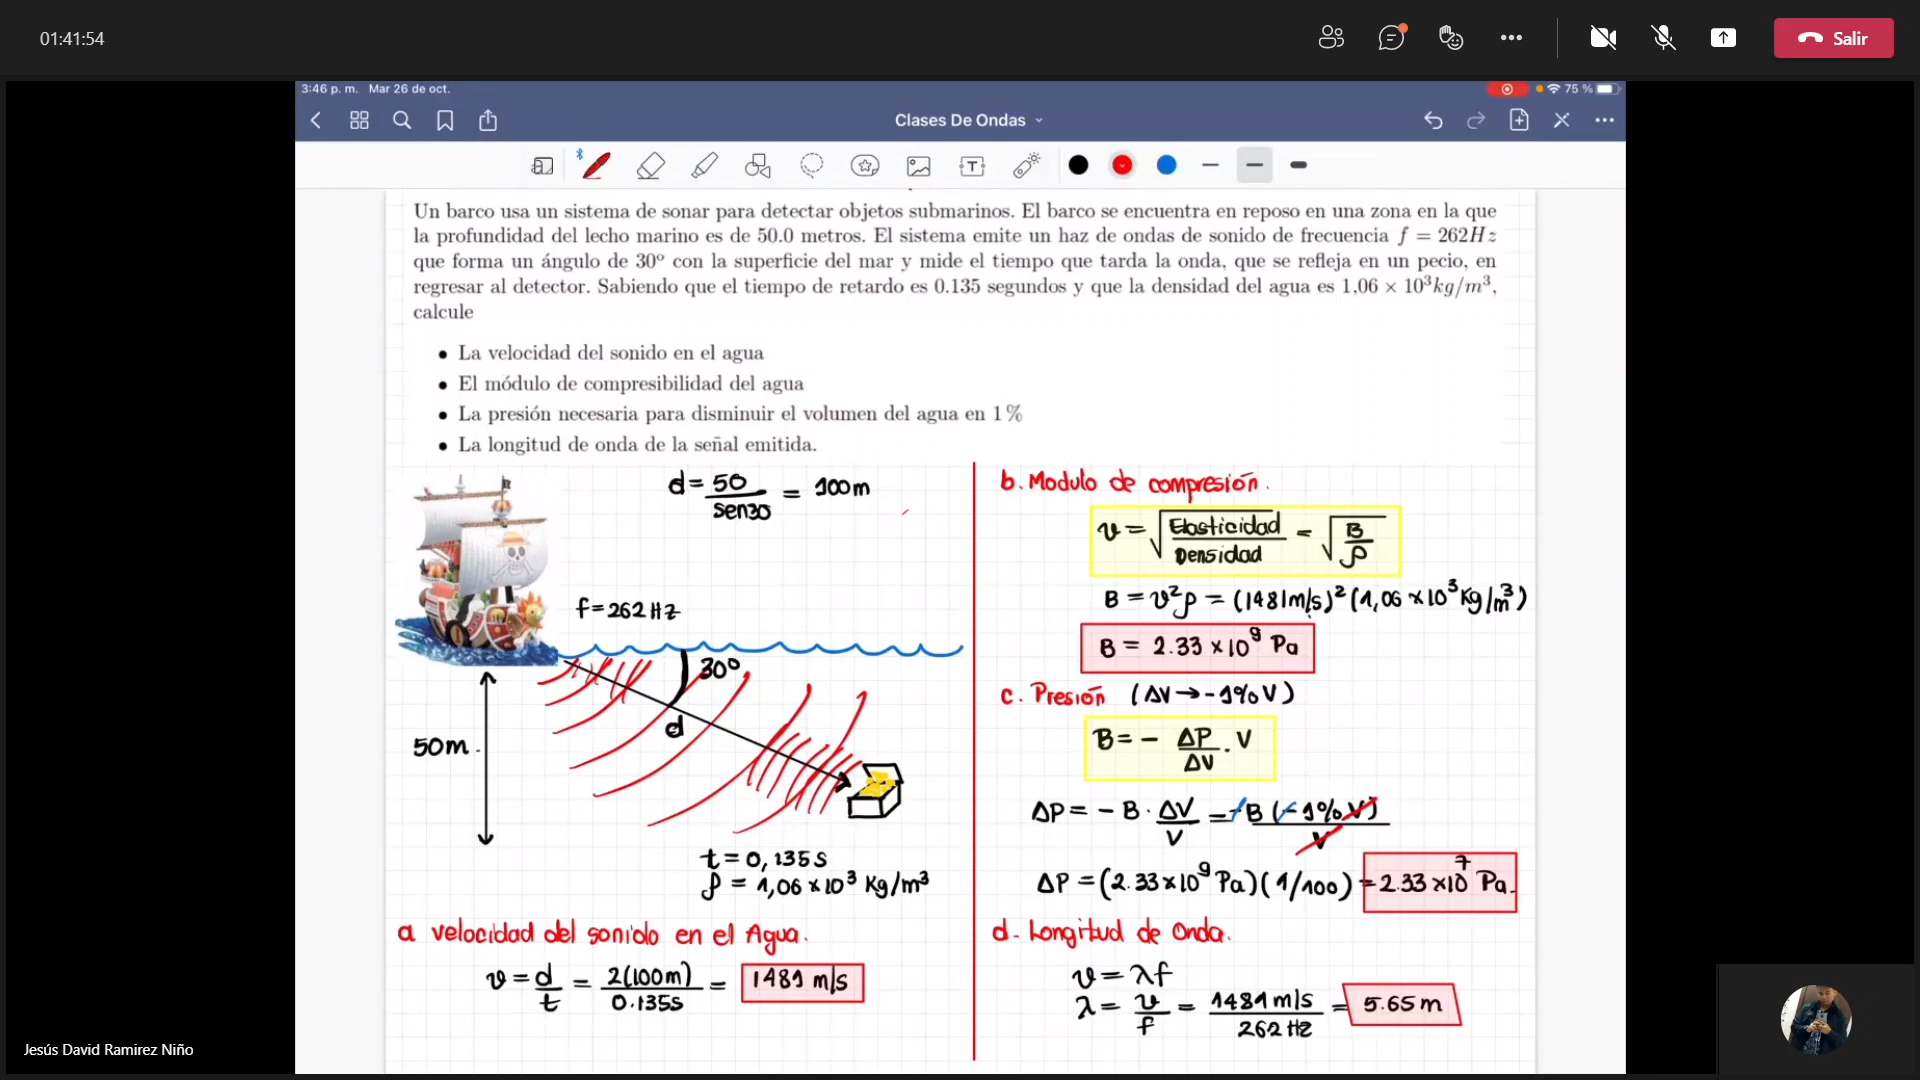 01:41:54
Salir
3:46 p. m. Mar 26 de oct.
75 %
Clases De Ondas
Un barco usa un sistema de sonar para detectar objetos submarinos. El barco se encuentra en reposo en una zona en la que
la profundidad del lecho marino es de 50.0 metros. El sistema emite un haz de ondas de sonido de frecuencia f = 262Hz
que forma un ángulo de 30º con la superficie del mar y mide el tiempo que tarda la onda, que se refleja en un pecio, en
regresar al detector. Sabiendo que el tiempo de retardo es 0.135 segundos y que la densidad del agua es 1,06 × 10³kg/m³,
calcule
• La velocidad del sonido en el agua
• El módulo de compresibilidad del agua
• La presión necesaria para disminuir el volumen del agua en 1 %
• La longitud de onda de la señal emitida.
d = 50/sen30 = 100m
f = 262 Hz
30º
d
50m.
t = 0,135 s
ρ = 1,06 × 10³ Kg/m³
a velocidad del sonido en el Agua.
v = d/t = 2(100m)/0.135s = 1481 m/s
b. Modulo de compresión.
v = √(Elasticidad/Densidad) = √(B/ρ)
B = v²ρ = (1481m/s)² (1,06 × 10³ Kg/m³)
B = 2.33 × 10⁹ Pa
c. Presión (ΔV → -1% V)
B = - ΔP/ΔV . V
ΔP = - B · ΔV/V = -B (-1% V)/V
ΔP = (2.33 × 10⁹ Pa)(1/100) = 2.33 × 10⁷ Pa.
d. Longitud de Onda.
v = λf
λ = v/f = 1481 m/s/262 Hz = 5.65 m
Jesús David Ramirez Niño